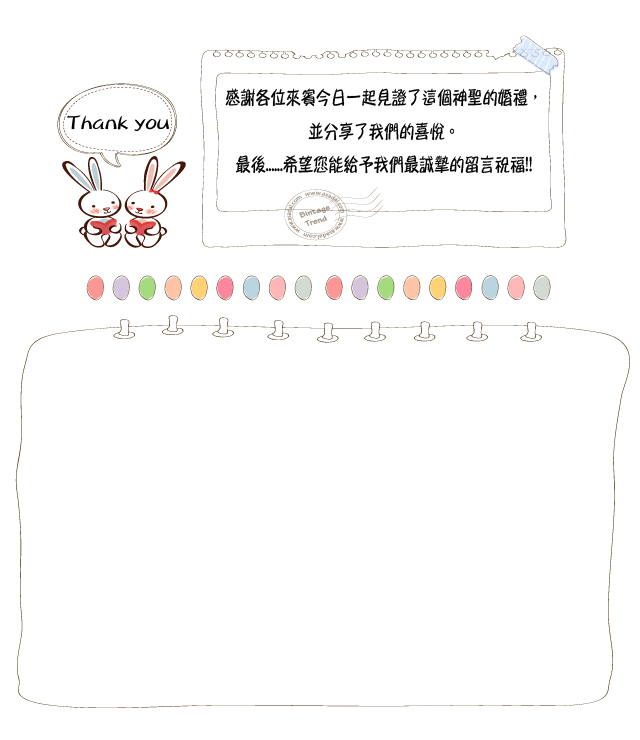 Thank you
感謝各位來賓今日一起見證了這個神聖的婚禮，
並分享了我們的喜悅。
最後......希望您能給予我們最誠摯的留言祝福!!
Bintage
Trend